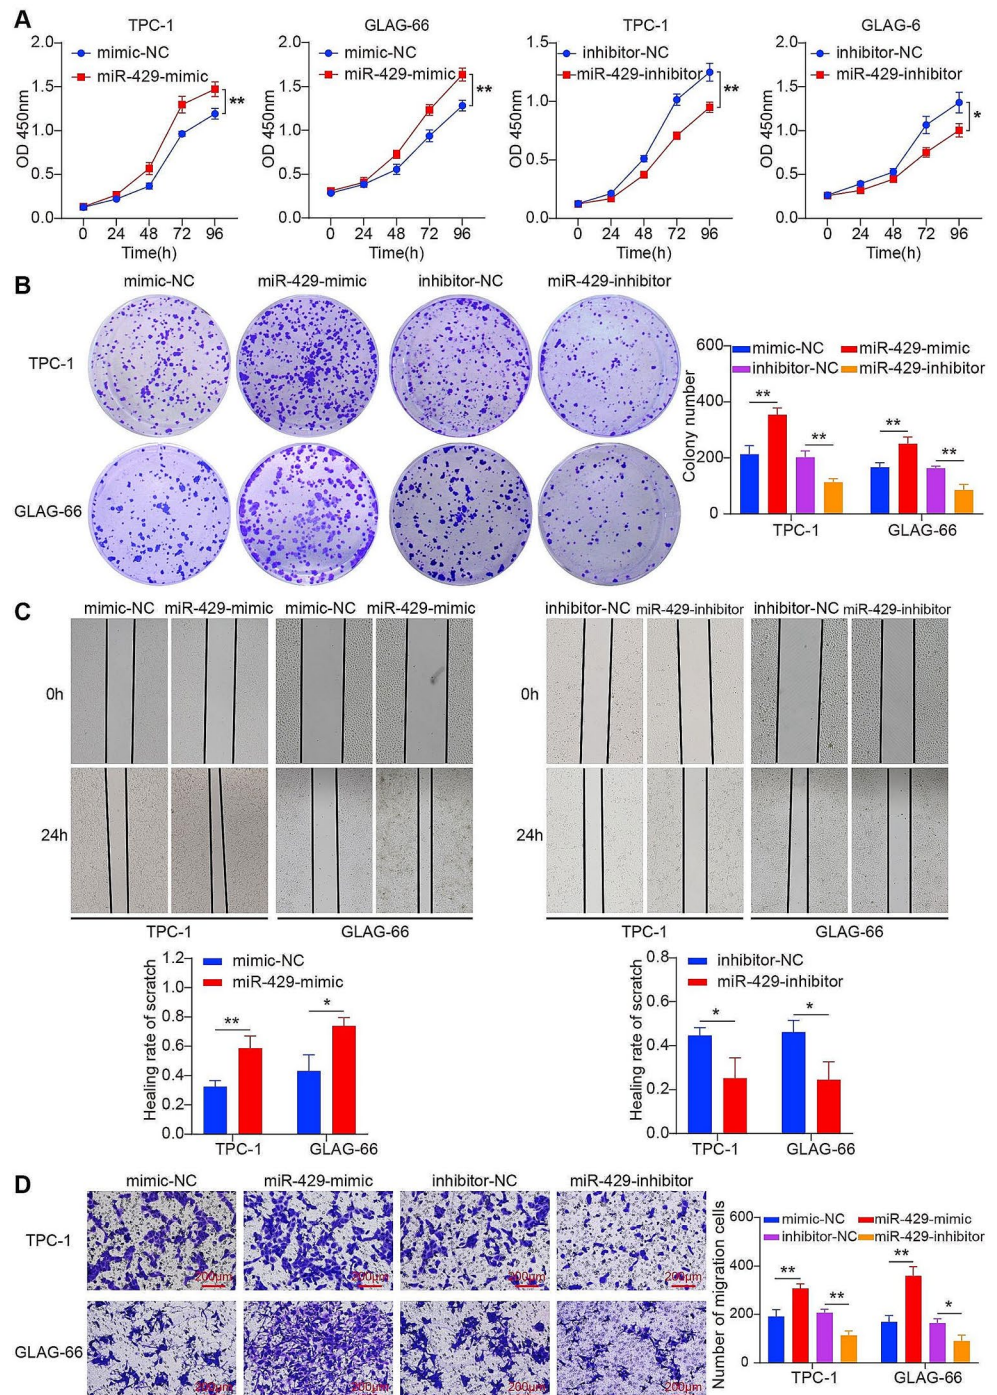 A
TPC-1
GLAG-66
TPC-1
GLAG-6
2.0
1.5
1.0
0.5
0.0
OD 450nm
mimic-NC
miR-429-mimic
**
0 24 48 72 96
Time(h)
2.0
1.5
1.0
0.5
0.0
OD 450nm
mimic-NC
miR-429-mimic
**
0 24 48 72 96
Time(h)
1.5
1.0
0.5
0.0
OD 450nm
inhibitor-NC
miR-429-inhibitor
**
0 24 48 72 96
Time(h)
2.0
1.5
1.0
0.5
0.0
OD 450nm
inhibitor-NC
miR-429-inhibitor
*
0 24 48 72 96
Time(h)
B
mimic-NC miR-429-mimic inhibitor-NC miR-429-inhibitor
TPC-1
GLAG-66
600
400
200
0
Colony number
mimic-NC miR-429-mimic
inhibitor-NC miR-429-inhibitor
** ** ** **
TPC-1 GLAG-66
C
mimic-NC miR-429-mimic mimic-NC miR-429-mimic
0h
24h
TPC-1 GLAG-66
inhibitor-NC miR-429-inhibitor inhibitor-NC miR-429-inhibitor
0h
24h
TPC-1 GLAG-66
1.2
1.0
0.8
0.6
0.4
0.2
0.0
Healing rate of scratch
mimic-NC
miR-429-mimic
** *
TPC-1 GLAG-66
0.8
0.6
0.4
0.2
0.0
Healing rate of scratch
inhibitor-NC
miR-429-inhibitor
* *
TPC-1 GLAG-66
D
mimic-NC miR-429-mimic inhibitor-NC miR-429-inhibitor
TPC-1
200μm 200μm 200μm 200μm
GLAG-66
200μm 200μm 200μm 200μm
600
400
200
0
Number of migration cells
mimic-NC miR-429-mimic
inhibitor-NC miR-429-inhibitor
** ** ** *
TPC-1 GLAG-66